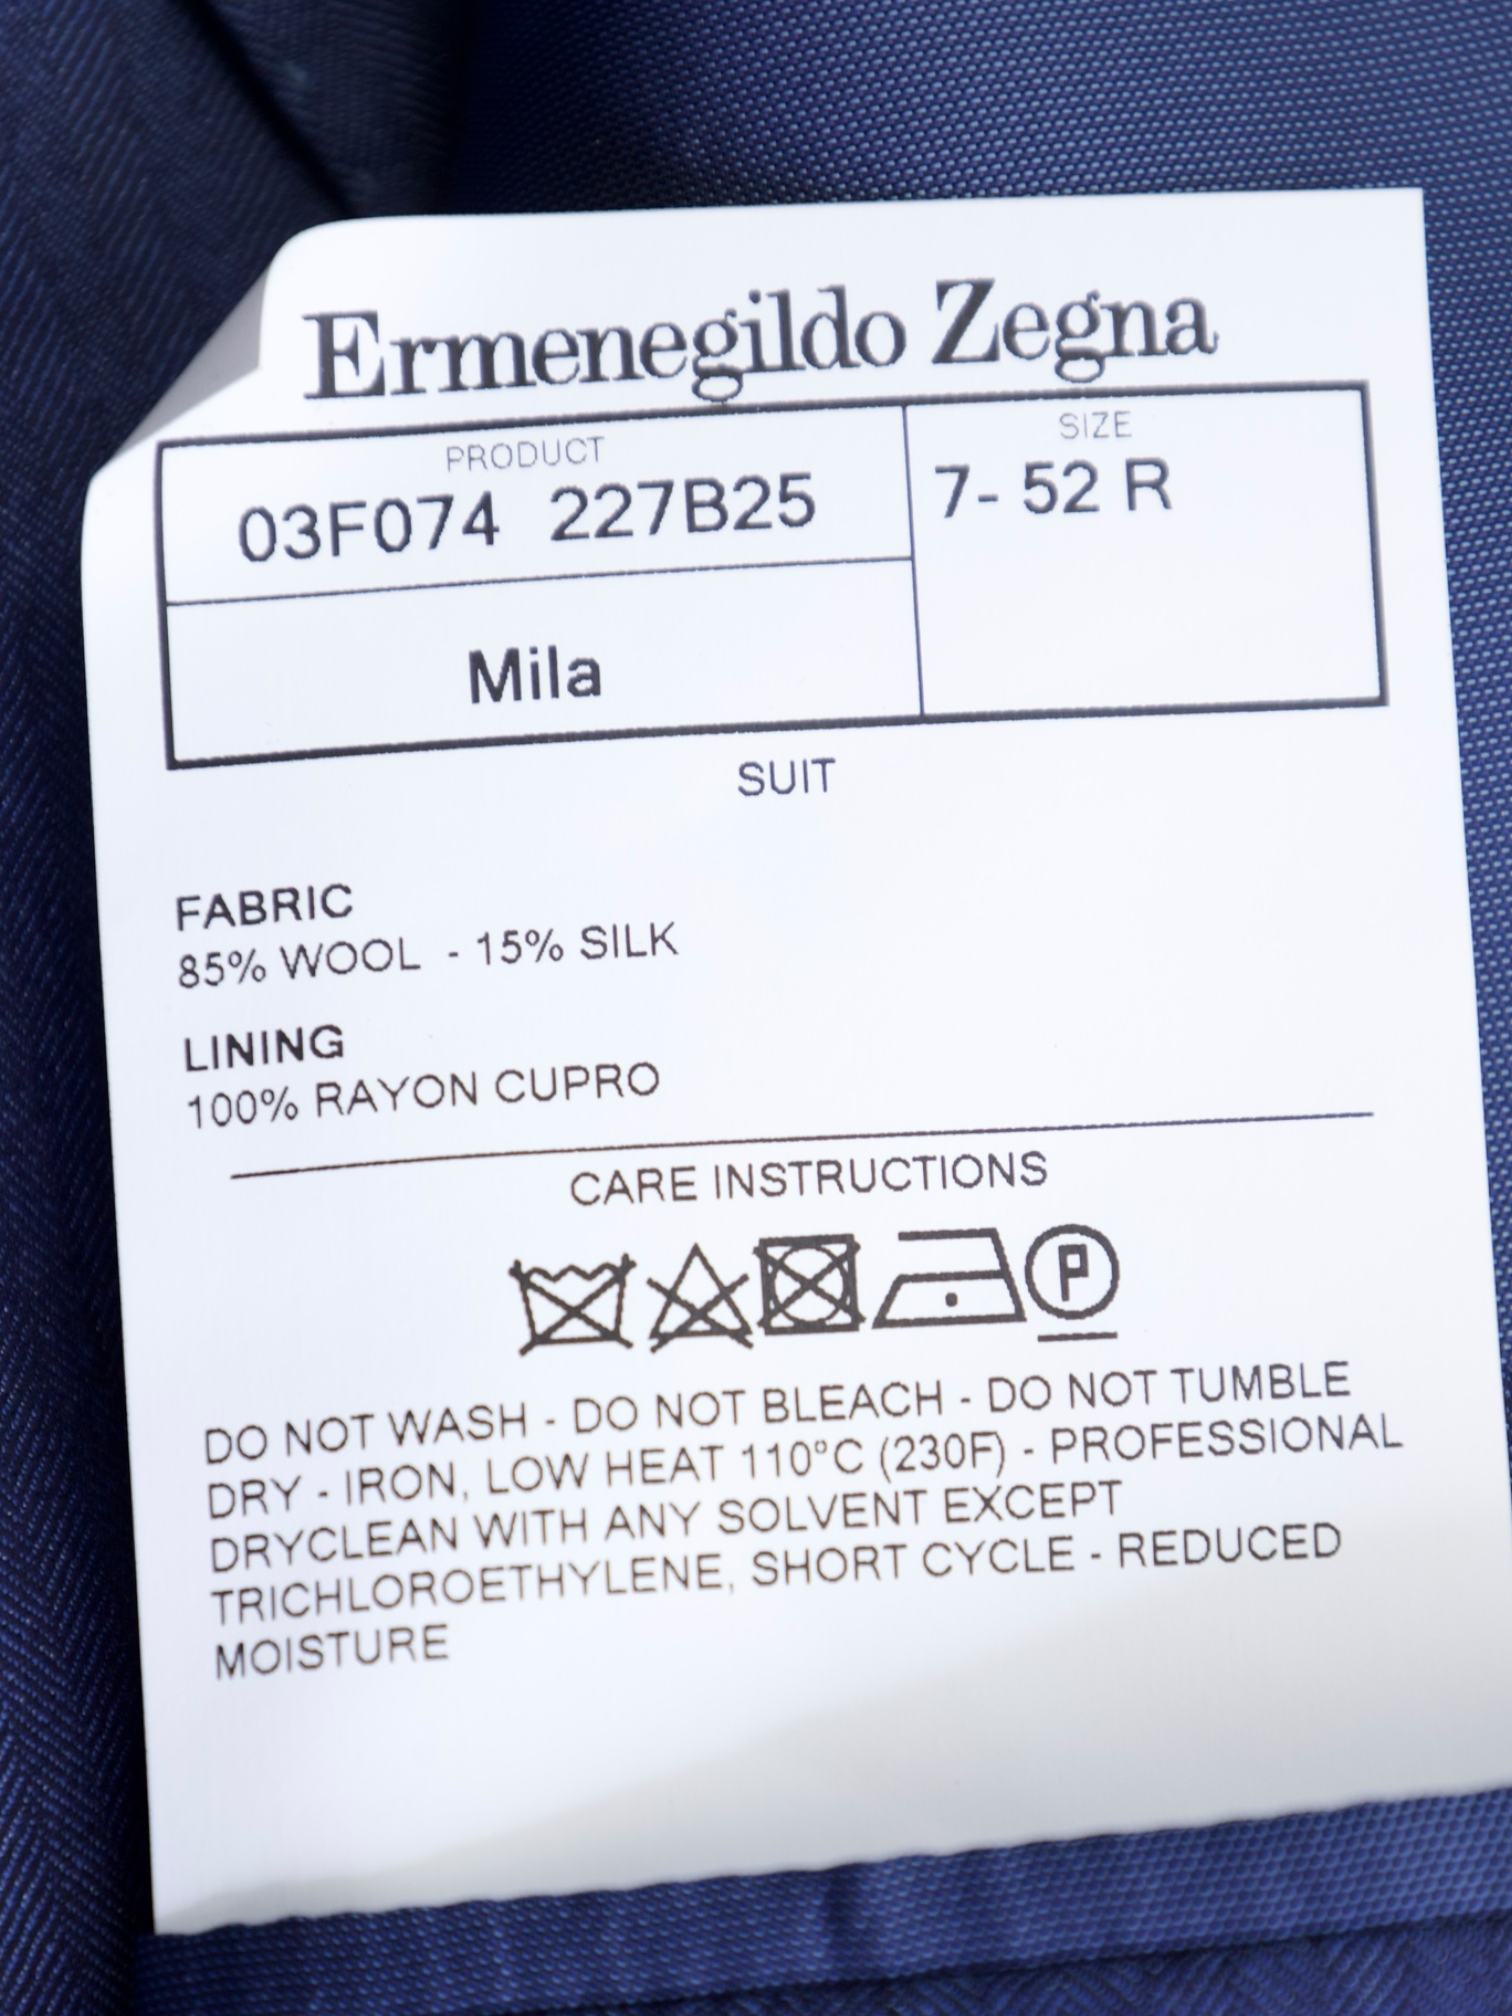 Ermenegildo Zegna
PRODUCT
03F074 227B25
SIZE
7- 52 R
Mila
SUIT
FABRIC
85% WOOL - 15% SILK
LINING
100% RAYON CUPRO
CARE INSTRUCTIONS
P
DO NOT WASH - DO NOT BLEACH - DO NOT TUMBLE
DRY - IRON, LOW HEAT 110°C (230F) - PROFESSIONAL
DRYCLEAN WITH ANY SOLVENT EXCEPT
TRICHLOROETHYLENE, SHORT CYCLE - REDUCED
MOISTURE